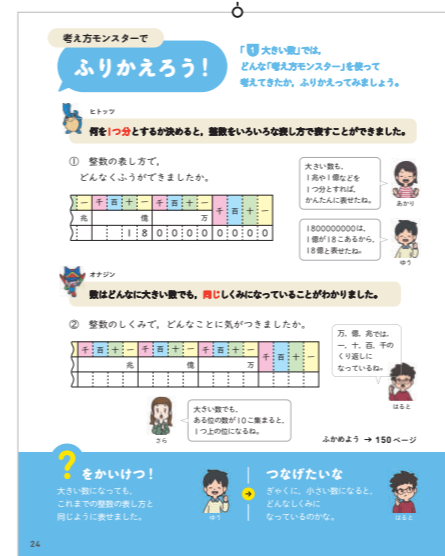 考え方モンスターで
ふりかえろう！
「1 大きい数」では，
どんな「考え方モンスター」を使って
考えてきたか，ふりかえってみましょう。
ヒトッツ
何を1つ分とするか決めると，整数をいろいろな表し方で表すことができました。
① 整数の表し方で，
どんなくふうができましたか。
一 千 百 十 一 千 百 十 一 千 百 十 一
兆 億 万
1 8 0 0 0 0 0 0 0 0
大きい数も，
1兆や1億などを
1つ分とすれば，
かんたんに表せたね。
あかり
1800000000は，
1億が18こあるから，
18億と表せたね。
ゆう
オナジン
数はどんなに大きい数でも，同じしくみになっていることがわかりました。
② 整数のしくみで，どんなことに気がつきましたか。
千 百 十 一 千 百 十 一 千 百 十 一 千 百 十 一
兆 億 万
万，億，兆では，
一，十，百，千の
くり返しに
なっているね。
はると
大きい数でも，
ある位の数が10こ集まると，
1つ上の位になるね。
さら
ふかめよう → 150ページ
? をかいけつ！
大きい数になっても，
これまでの整数の表し方と
同じように表せました。
ゆう
つなげたいな
ぎゃくに，小さい数になると，
どんなしくみに
なっているのかな。
はると
24